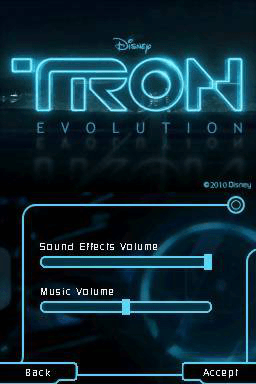 Disney
TRON
EVOLUTION
©2010 Disney
Sound Effects Volume
Music Volume
Back
Accept